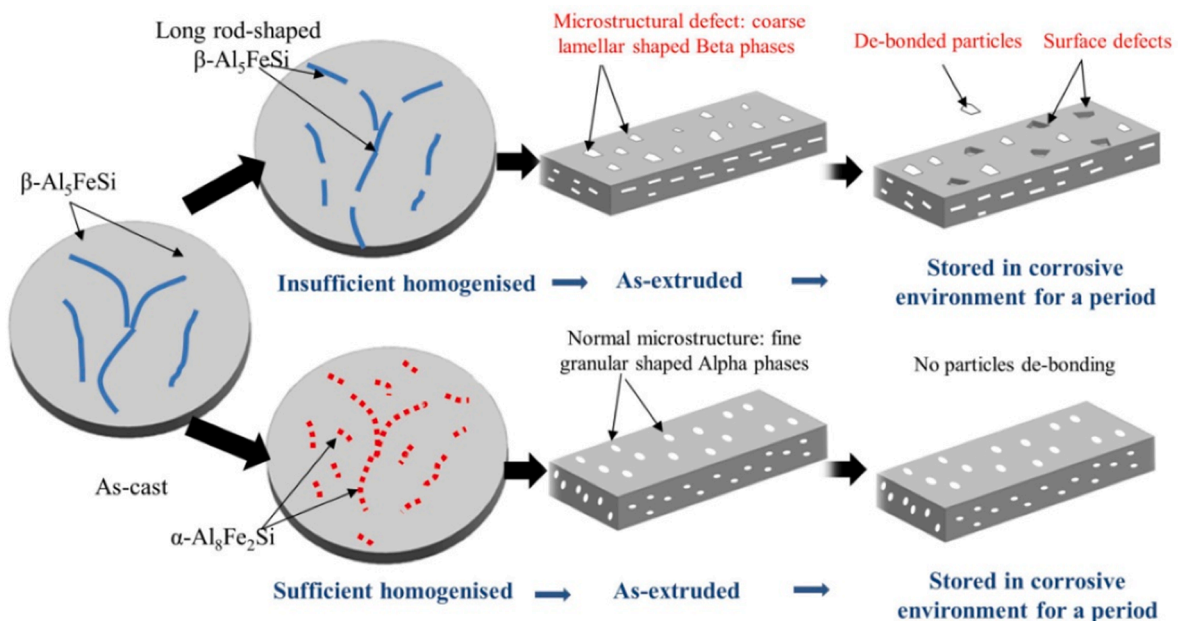 Long rod-shaped
β-Al₅FeSi
Microstructural defect: coarse
lamellar shaped Beta phases
De-bonded particles
Surface defects
β-Al₅FeSi
Insufficient homogenised
As-extruded
Stored in corrosive
environment for a period
As-cast
α-Al₈Fe₂Si
Normal microstructure: fine
granular shaped Alpha phases
No particles de-bonding
Sufficient homogenised
As-extruded
Stored in corrosive
environment for a period